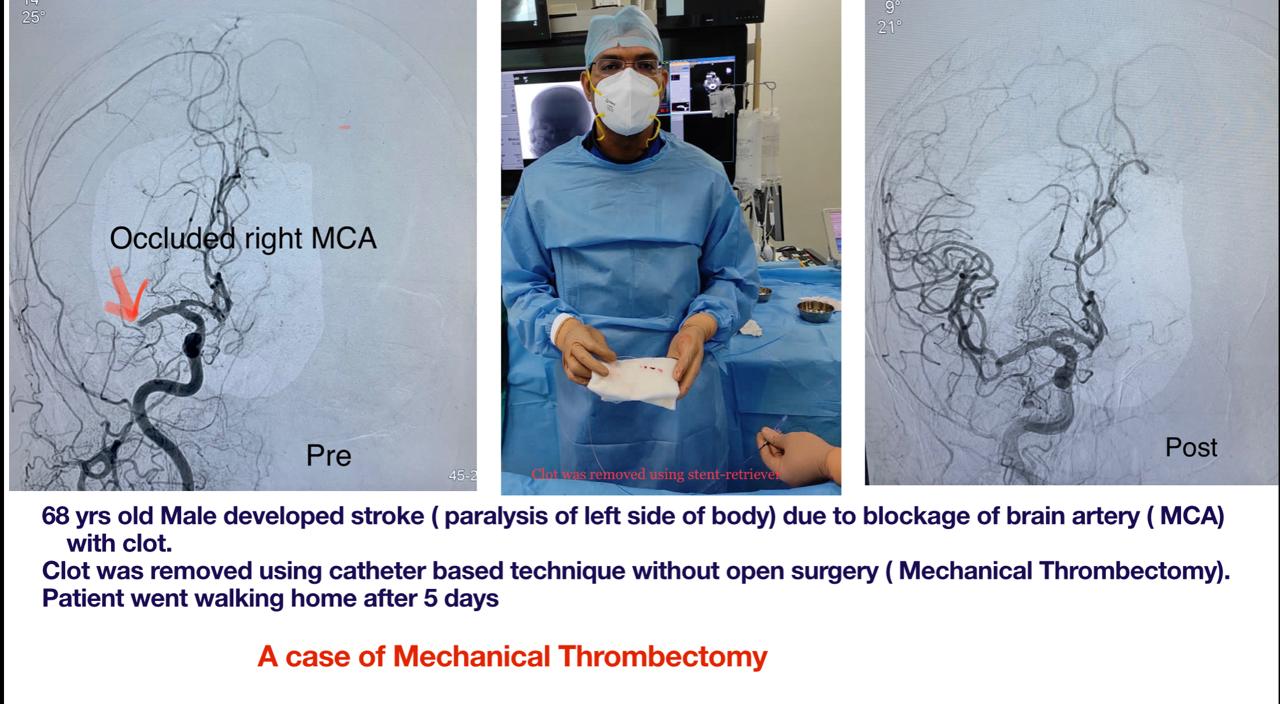 25°
Occluded right MCA
Pre
45-2
Clot was removed using stent-retriever
9°
21°
Post
68 yrs old Male developed stroke ( paralysis of left side of body) due to blockage of brain artery ( MCA)
with clot.
Clot was removed using catheter based technique without open surgery ( Mechanical Thrombectomy).
Patient went walking home after 5 days
A case of Mechanical Thrombectomy